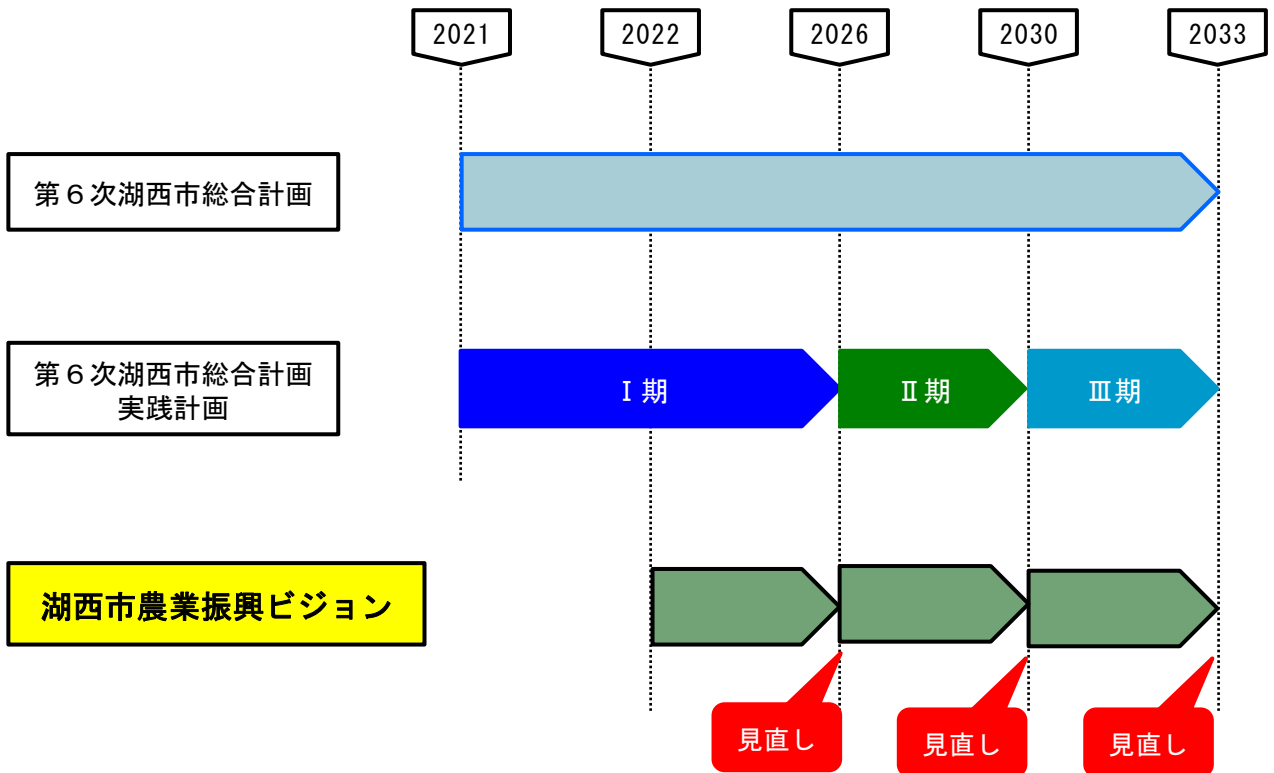 2021
2022
2026
2030
2033
第６次湖西市総合計画
第６次湖西市総合計画
実践計画
Ⅰ期
Ⅱ期
Ⅲ期
湖西市農業振興ビジョン
見直し
見直し
見直し